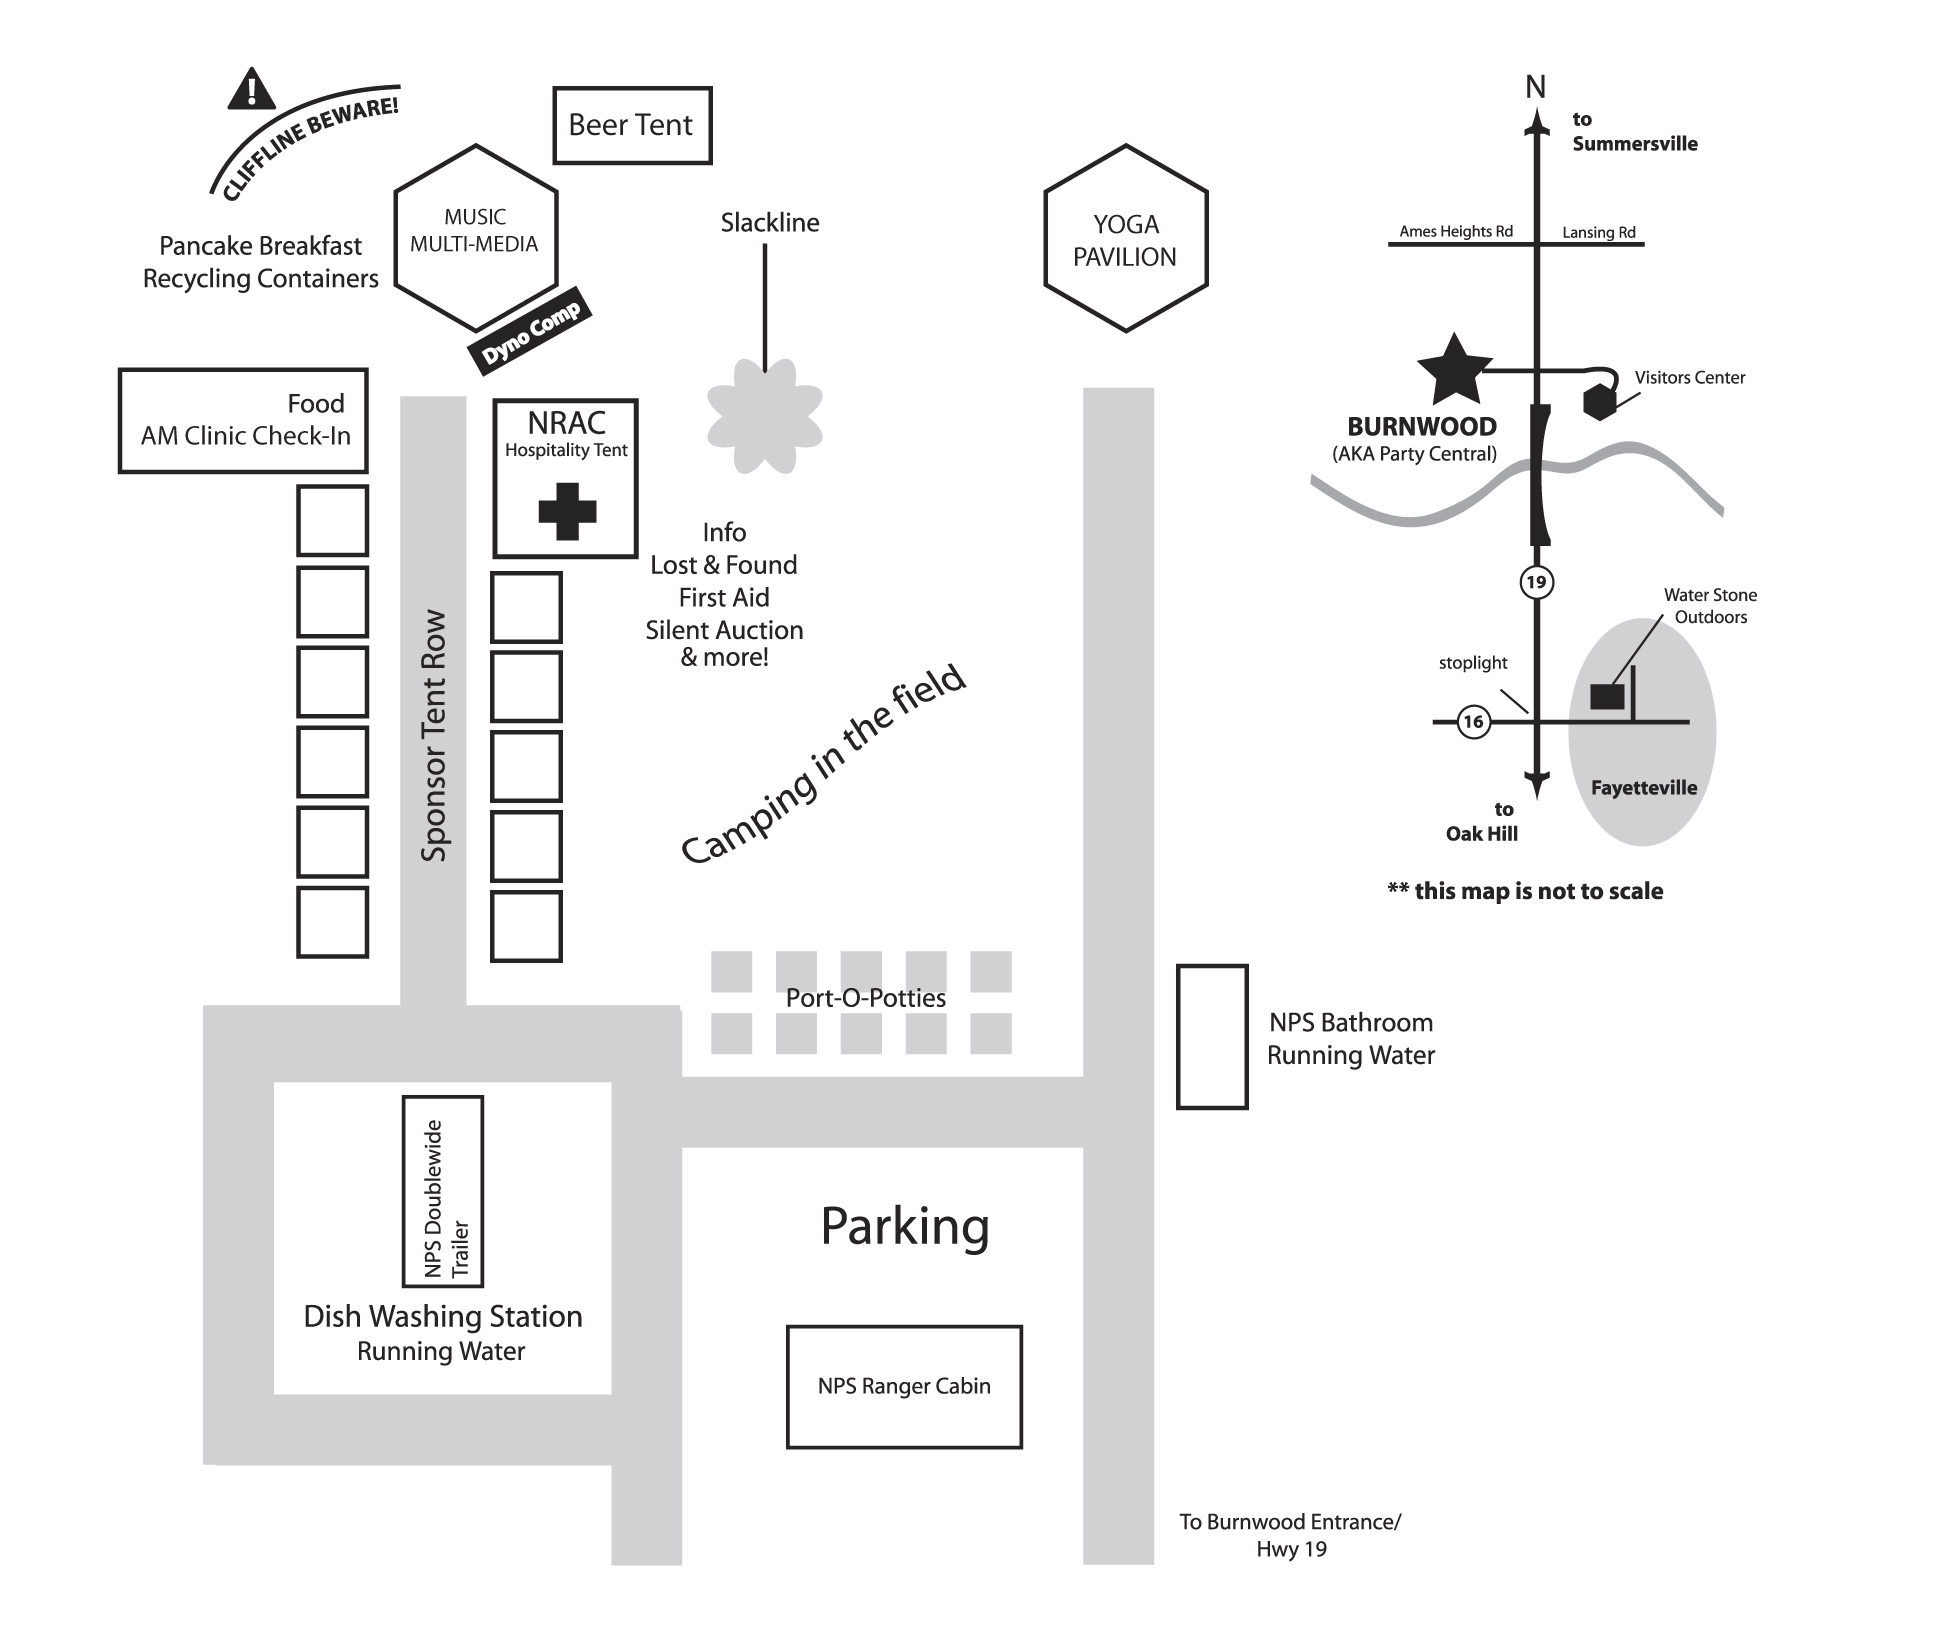 !
CLIFFLINE BEWARE!
Beer Tent
MUSIC
MULTI-MEDIA
Pancake Breakfast
Recycling Containers
Dyno Comp
Slackline
YOGA
PAVILION
Food
AM Clinic Check-In
NRAC
Hospitality Tent
Info
Lost & Found
First Aid
Silent Auction
& more!
Sponsor Tent Row
Camping in the field
Port-O-Potties
NPS Bathroom
Running Water
NPS Doublewide
Trailer
Dish Washing Station
Running Water
Parking
NPS Ranger Cabin
To Burnwood Entrance/
Hwy 19
N
to
Summersville
Ames Heights Rd
Lansing Rd
Visitors Center
BURNWOOD
(AKA Party Central)
19
Water Stone
Outdoors
stoplight
16
Fayetteville
to
Oak Hill
** this map is not to scale